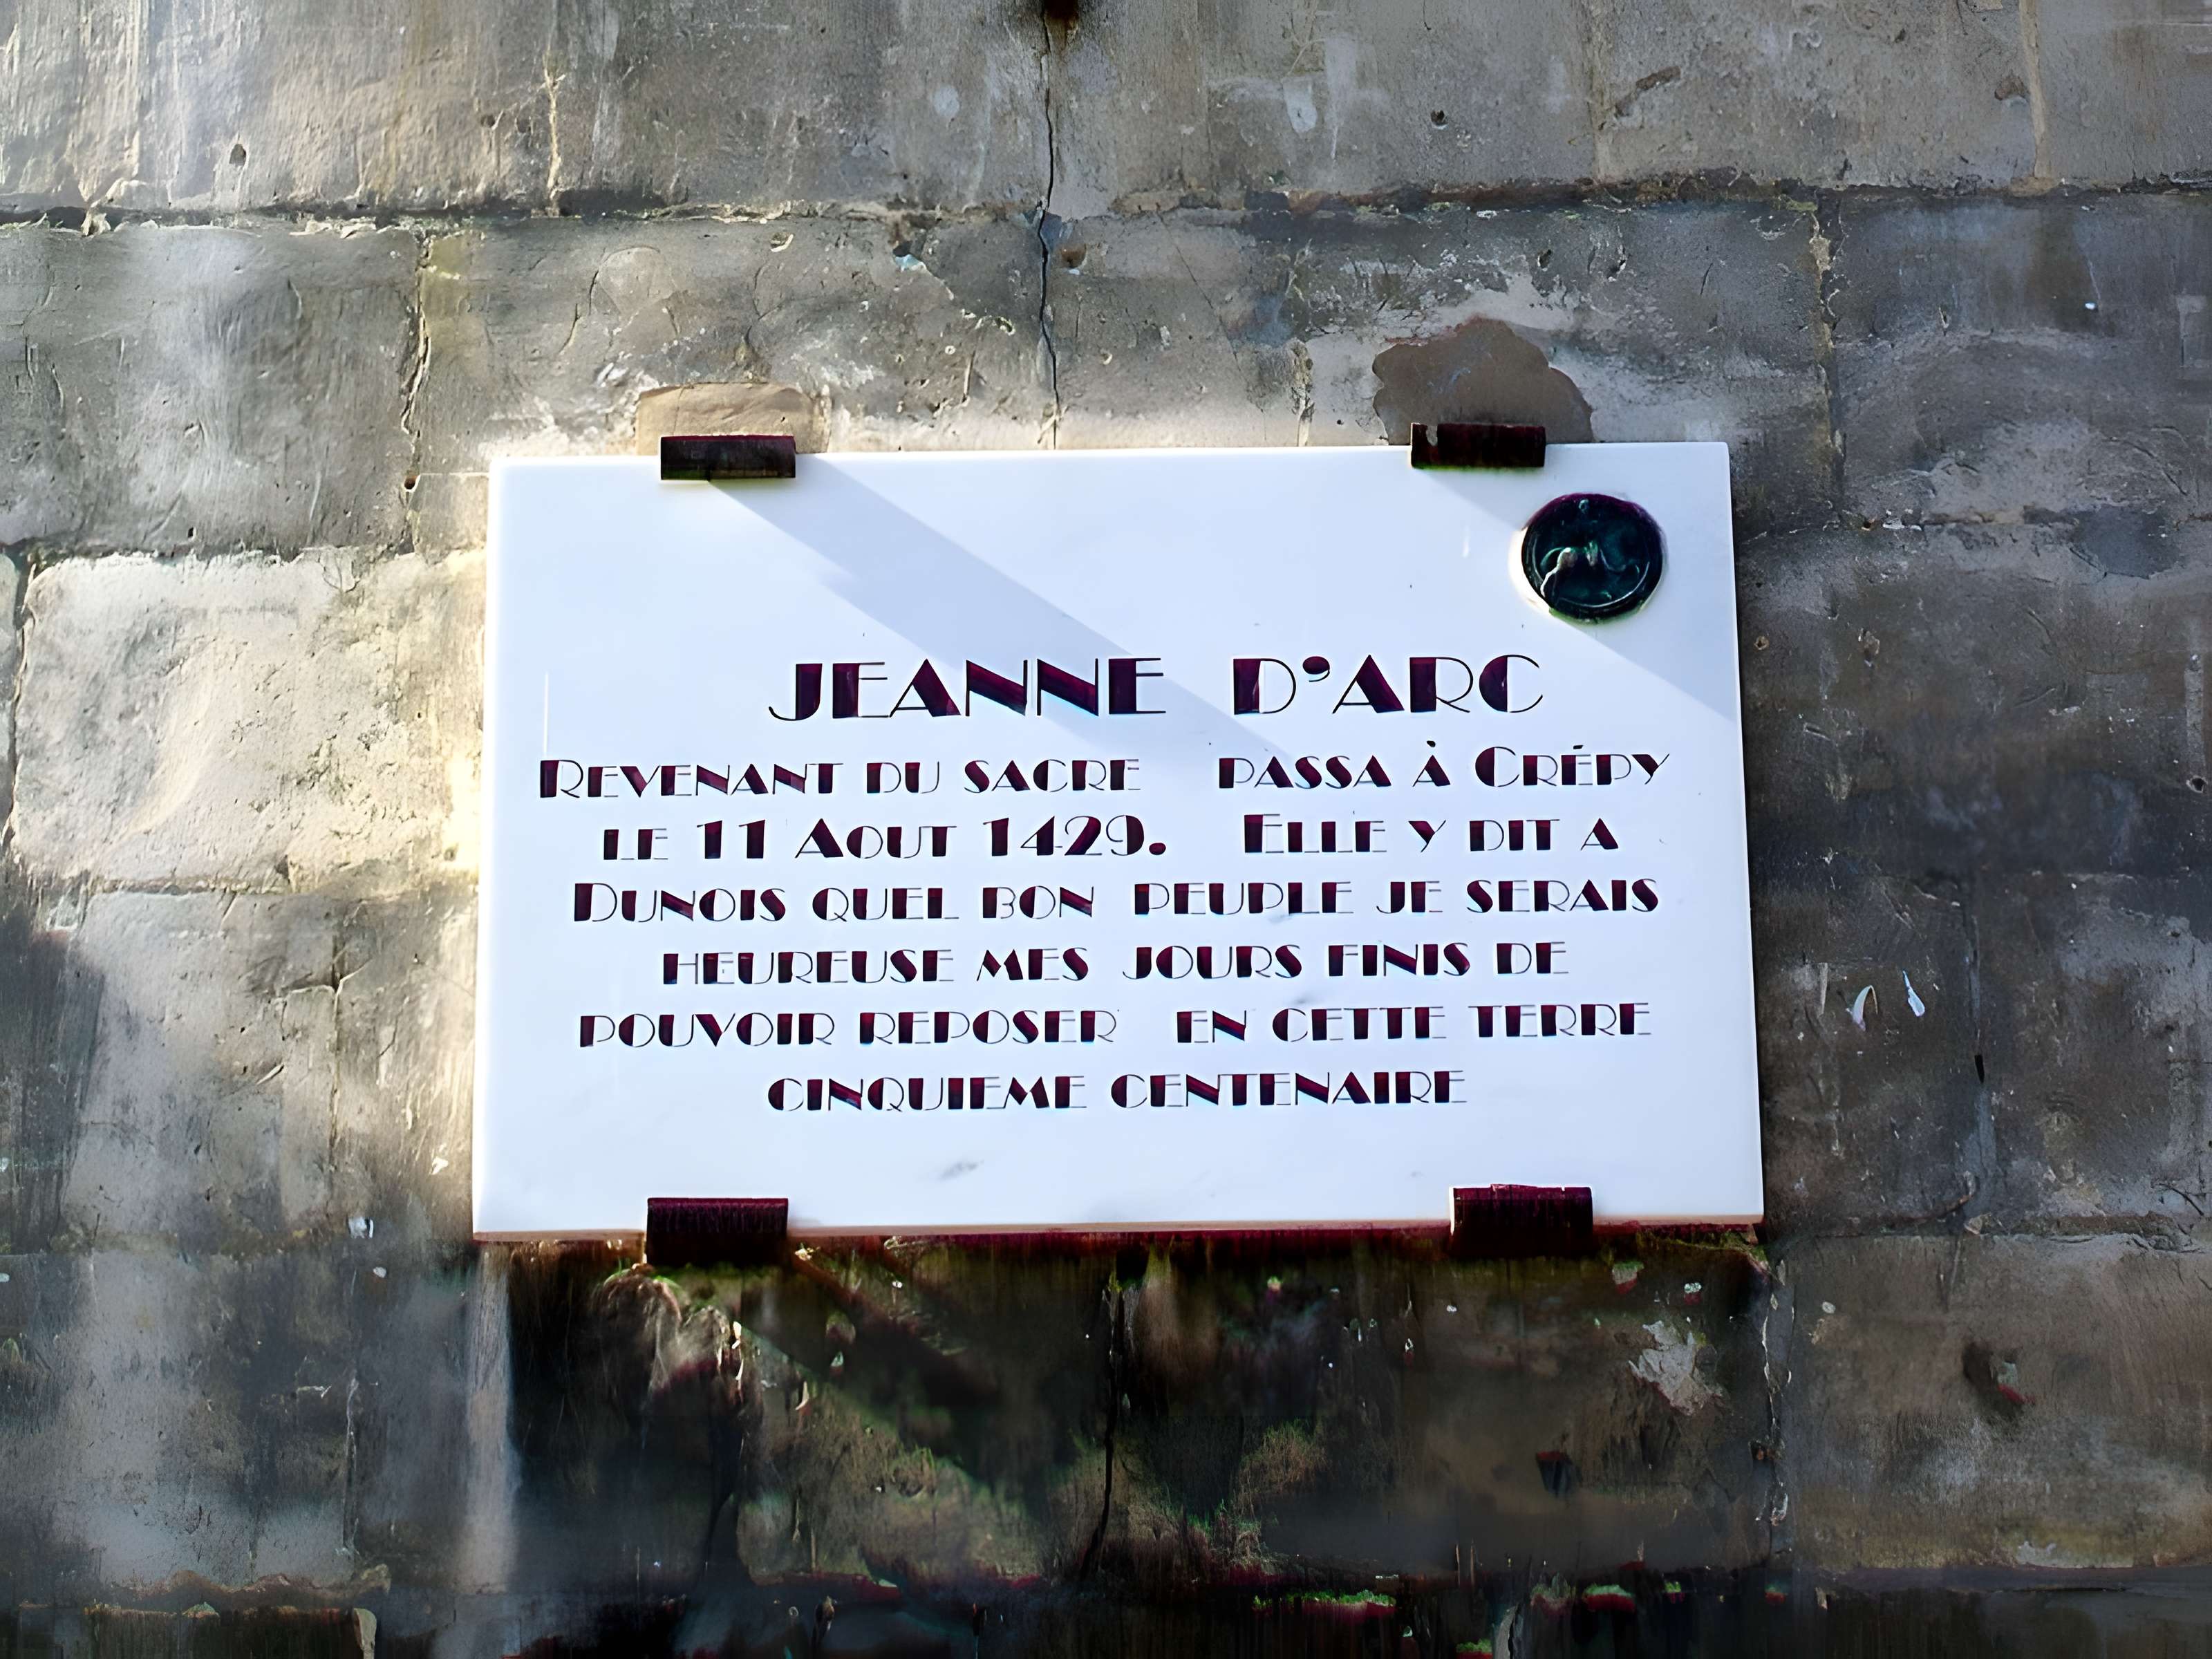 JEANNE D'ARC
REVENANT DU SACRE PASSA À CRÉPY
LE 11 AOUT 1429. ELLE Y DIT A
DUNOIS QUEL BON PEUPLE JE SERAIS
HEUREUSE MES JOURS FINIS DE
POUVOIR REPOSER EN CETTE TERRE
CINQUIEME CENTENAIRE